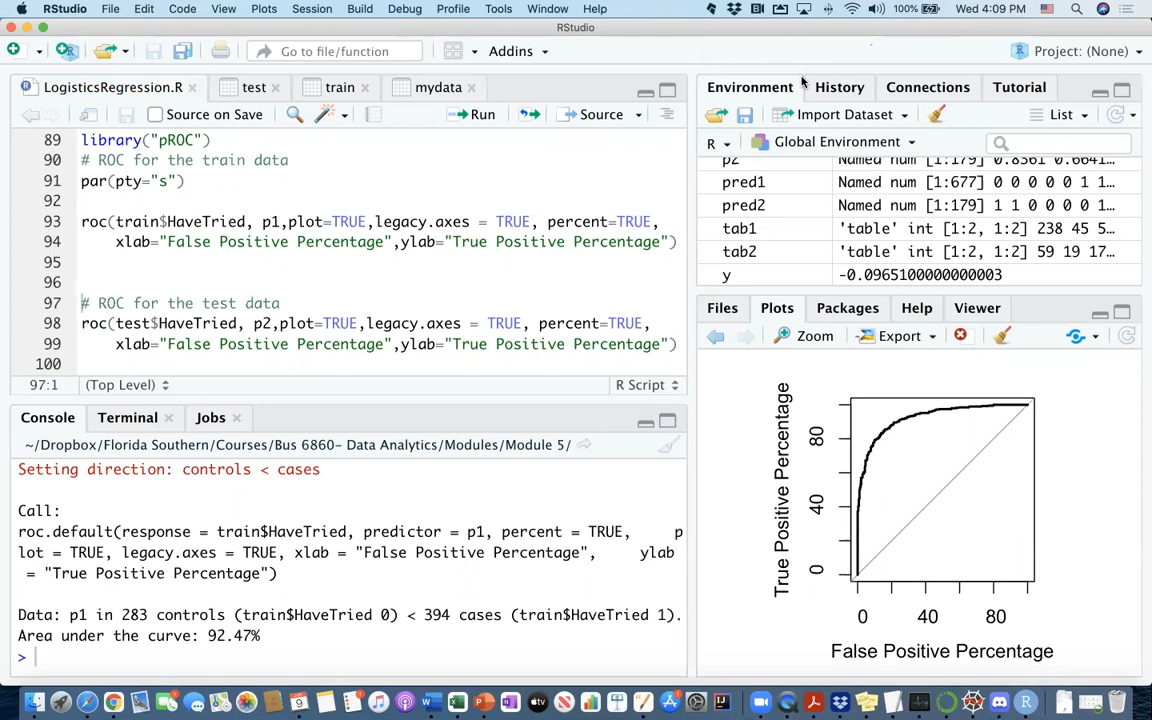 RStudio File Edit Code View Plots Session Build Debug Profile Tools Window Help 100% Wed 4:09 PM
RStudio
Go to file/function Addins Project: (None)
LogisticsRegression.R test train mydata
Source on Save Run Source
89 library("pROC")
90 # ROC for the train data
91 par(pty="s")
92
93 roc(train$HaveTried, p1,plot=TRUE,legacy.axes = TRUE, percent=TRUE,
94 xlab="False Positive Percentage",ylab="True Positive Percentage")
95
96
97 # ROC for the test data
98 roc(test$HaveTried, p2,plot=TRUE,legacy.axes = TRUE, percent=TRUE,
99 xlab="False Positive Percentage",ylab="True Positive Percentage")
100
97:1 (Top Level) R Script
Console Terminal Jobs
~/Dropbox/Florida Southern/Courses/Bus 6860- Data Analytics/Modules/Module 5/
Setting direction: controls < cases
Call:
roc.default(response = train$HaveTried, predictor = p1, percent = TRUE, p
lot = TRUE, legacy.axes = TRUE, xlab = "False Positive Percentage", ylab
= "True Positive Percentage")
Data: p1 in 283 controls (train$HaveTried 0) < 394 cases (train$HaveTried 1).
Area under the curve: 92.47%
>
Environment History Connections Tutorial
Import Dataset List
R Global Environment
p2 Named num [1:179] 0.8361 0.6641…
pred1 Named num [1:677] 0 0 0 0 0 1 1…
pred2 Named num [1:179] 1 1 0 0 0 0 1…
tab1 'table' int [1:2, 1:2] 238 45 5…
tab2 'table' int [1:2, 1:2] 59 19 17…
y -0.0965100000000003
Files Plots Packages Help Viewer
Zoom Export
True Positive Percentage
80
40
0
0 40 80
False Positive Percentage